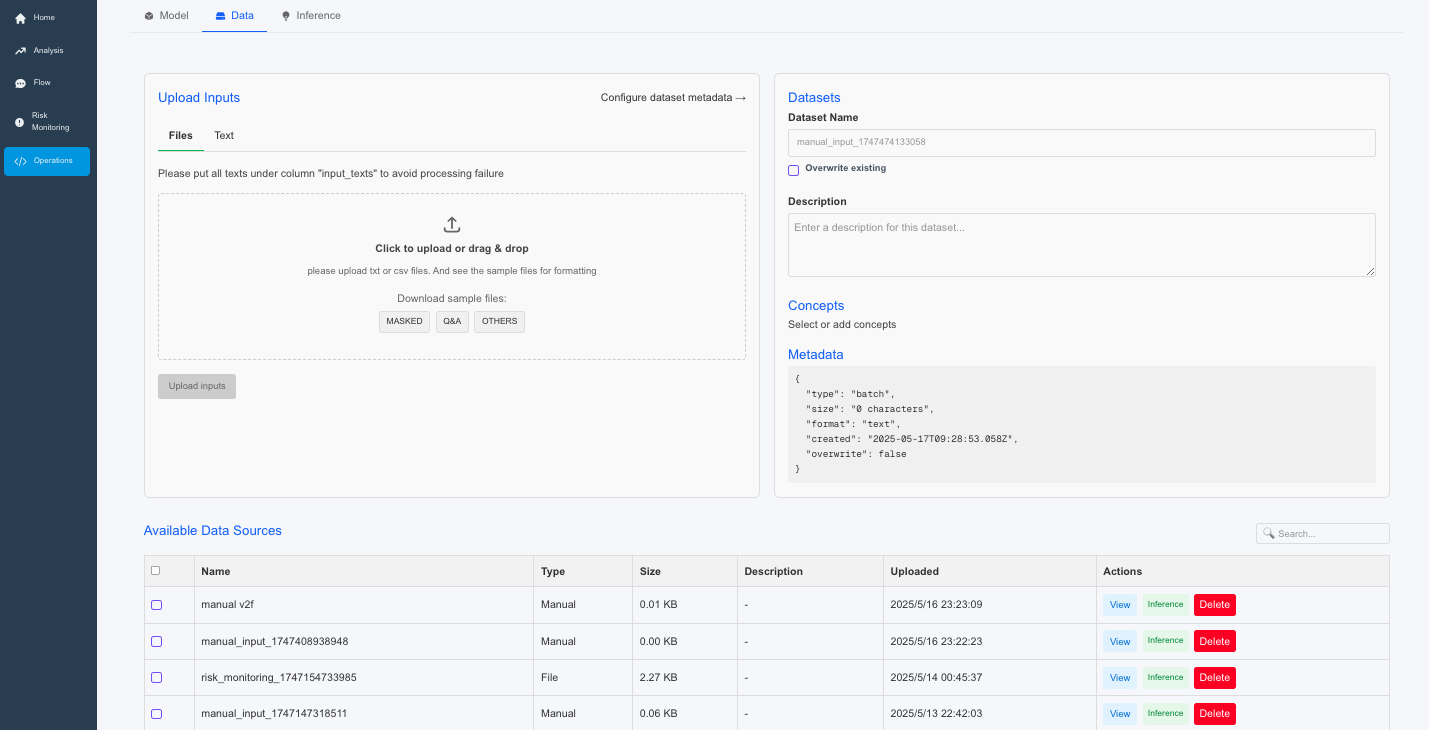 Home
Analysis
Flow
Risk
Monitoring
Operations
Model
Data
Inference
Upload Inputs
Configure dataset metadata →
Files
Text
Please put all texts under column "input_texts" to avoid processing failure
Click to upload or drag & drop
please upload txt or csv files. And see the sample files for formatting
Download sample files:
MASKED
Q&A
OTHERS
Upload inputs
Datasets
Dataset Name
manual_input_1747474133058
Overwrite existing
Description
Enter a description for this dataset...
Concepts
Select or add concepts
Metadata
{
"type": "batch",
"size": "0 characters",
"format": "text",
"created": "2025-05-17T09:28:53.058Z",
"overwrite": false
}
Available Data Sources
Search...
Name Type Size Description Uploaded Actions
manual v2f Manual 0.01 KB - 2025/5/16 23:23:09 View Inference Delete
manual_input_1747408938948 Manual 0.00 KB - 2025/5/16 23:22:23 View Inference Delete
risk_monitoring_1747154733985 File 2.27 KB - 2025/5/14 00:45:37 View Inference Delete
manual_input_1747147318511 Manual 0.06 KB - 2025/5/13 22:42:03 View Inference Delete